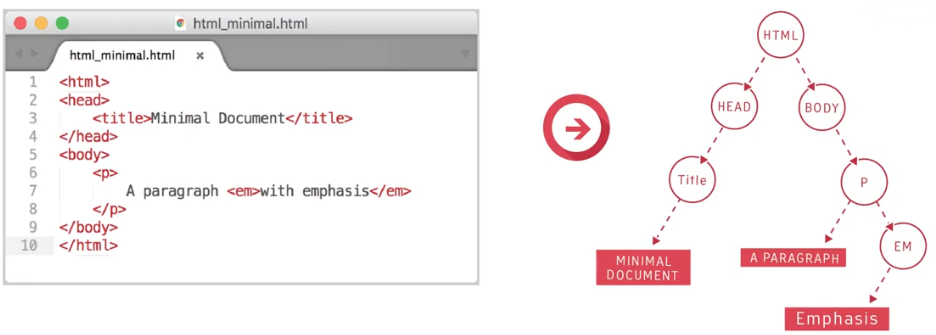 html_minimal.html
html_minimal.html ×
1 <html>
2 <head>
3 <title>Minimal Document</title>
4 </head>
5 <body>
6 <p>
7 A paragraph <em>with emphasis</em>
8 </p>
9 </body>
10 </html>
HTML
HEAD
BODY
Title
P
EM
MINIMAL
DOCUMENT
A PARAGRAPH
Emphasis